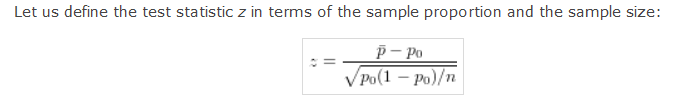 Let us define the test statistic z in terms of the sample proportion and the sample size:
z = p̄ − p₀ / √p₀(1 − p₀)/n